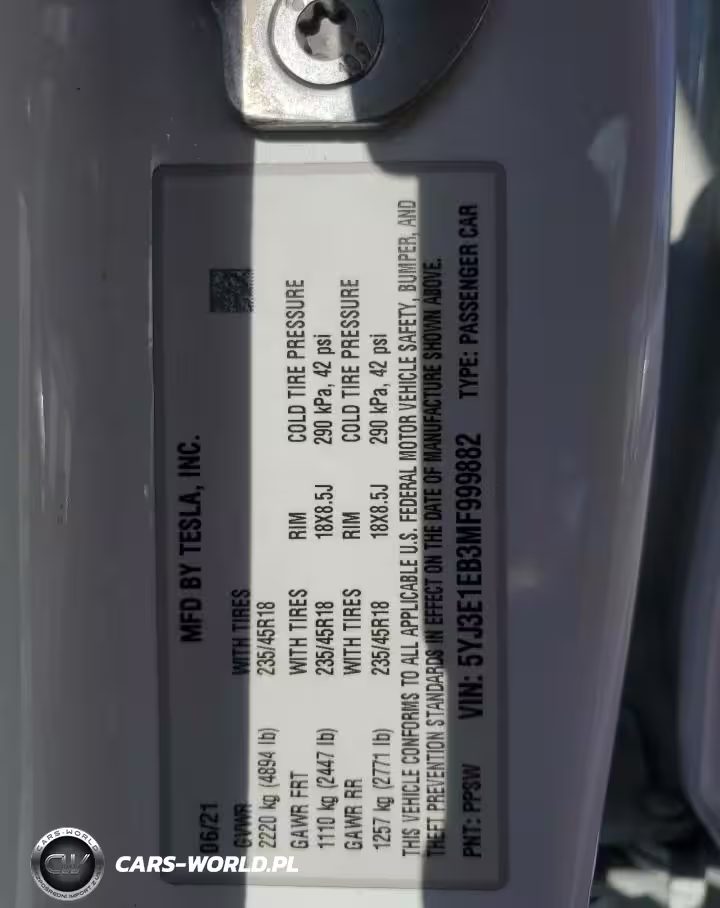 MFD BY TESLA, INC.
06/21
GVWR WITH TIRES
2220 kg (4894 lb) 235/45R18
GAWR FRT WITH TIRES RIM COLD TIRE PRESSURE
1110 kg (2447 lb) 235/45R18 18X8.5J 290 kPa, 42 psi
GAWR RR WITH TIRES RIM COLD TIRE PRESSURE
1257 kg (2771 lb) 235/45R18 18X8.5J 290 kPa, 42 psi
THIS VEHICLE CONFORMS TO ALL APPLICABLE U.S. FEDERAL MOTOR VEHICLE SAFETY, BUMPER, AND
THEFT PREVENTION STANDARDS IN EFFECT ON THE DATE OF MANUFACTURE SHOWN ABOVE.
PNT: PPSW VIN: 5YJ3E1EB3MF999882 TYPE: PASSENGER CAR
CARS-WORLD
CW
CARS-WORLD.PL